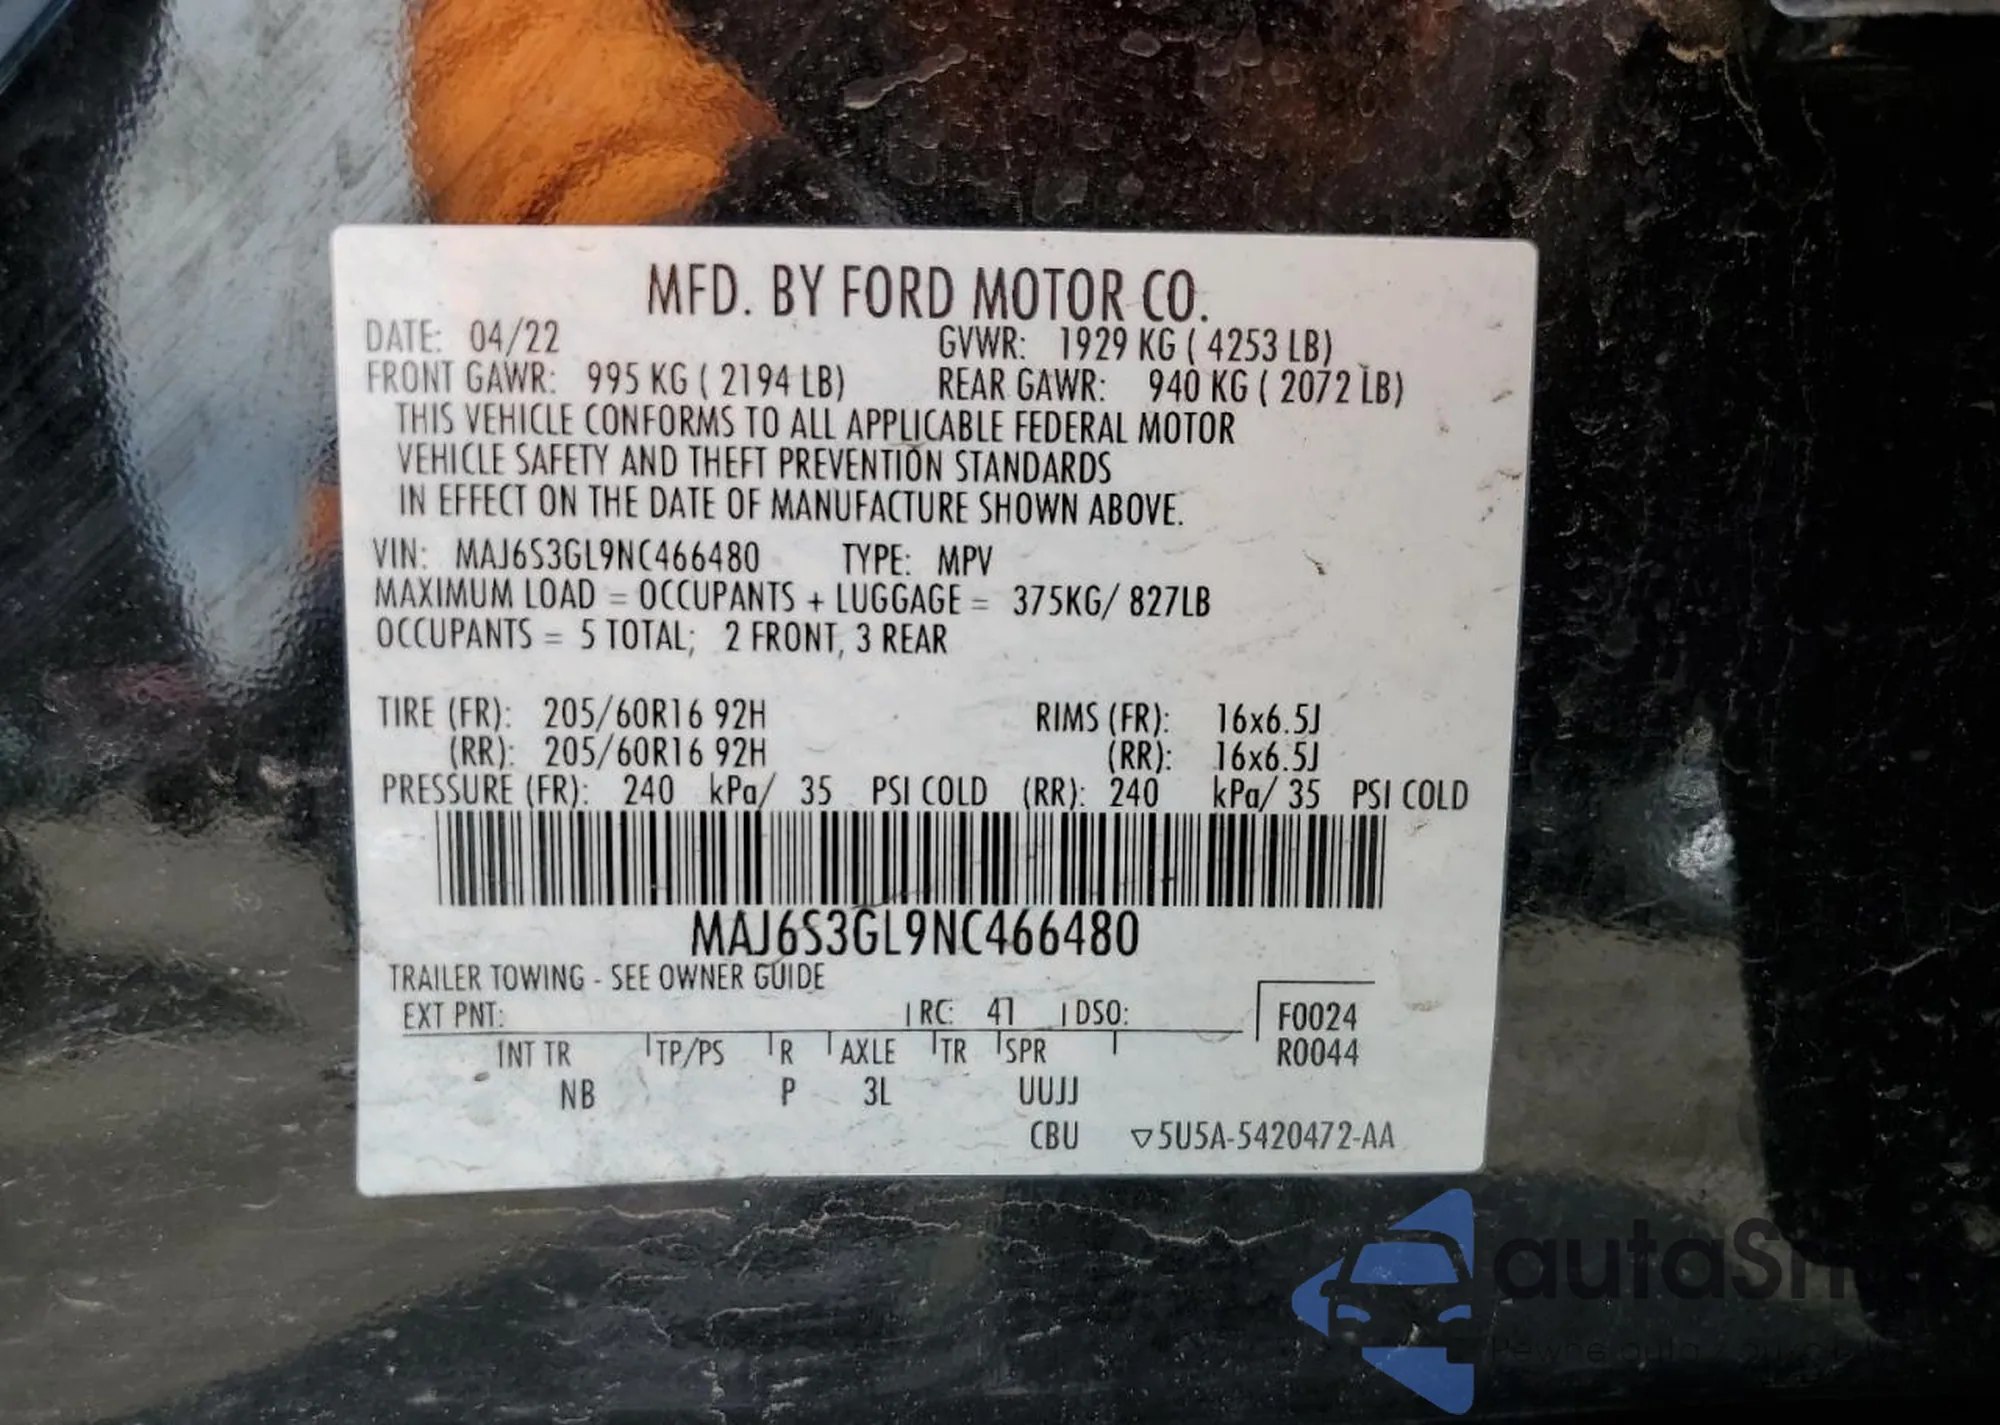 MFD. BY FORD MOTOR CO.
DATE: 04/22 GVWR: 1929 KG ( 4253 LB)
FRONT GAWR: 995 KG ( 2194 LB) REAR GAWR: 940 KG ( 2072 LB)
THIS VEHICLE CONFORMS TO ALL APPLICABLE FEDERAL MOTOR
VEHICLE SAFETY AND THEFT PREVENTION STANDARDS
IN EFFECT ON THE DATE OF MANUFACTURE SHOWN ABOVE.
VIN: MAJ6S3GL9NC466480 TYPE: MPV
MAXIMUM LOAD = OCCUPANTS + LUGGAGE = 375KG/ 827LB
OCCUPANTS = 5 TOTAL; 2 FRONT, 3 REAR
TIRE (FR): 205/60R16 92H RIMS (FR): 16x6.5J
(RR): 205/60R16 92H (RR): 16x6.5J
PRESSURE (FR): 240 kPa/ 35 PSI COLD (RR): 240 kPa/ 35 PSI COLD
MAJ6S3GL9NC466480
TRAILER TOWING - SEE OWNER GUIDE
EXT PNT: RC: 41 DSO: F0024
INT TR TP/PS R AXLE TR SPR R0044
NB P 3L UUJJ
CBU ▽5U5A-5420472-AA